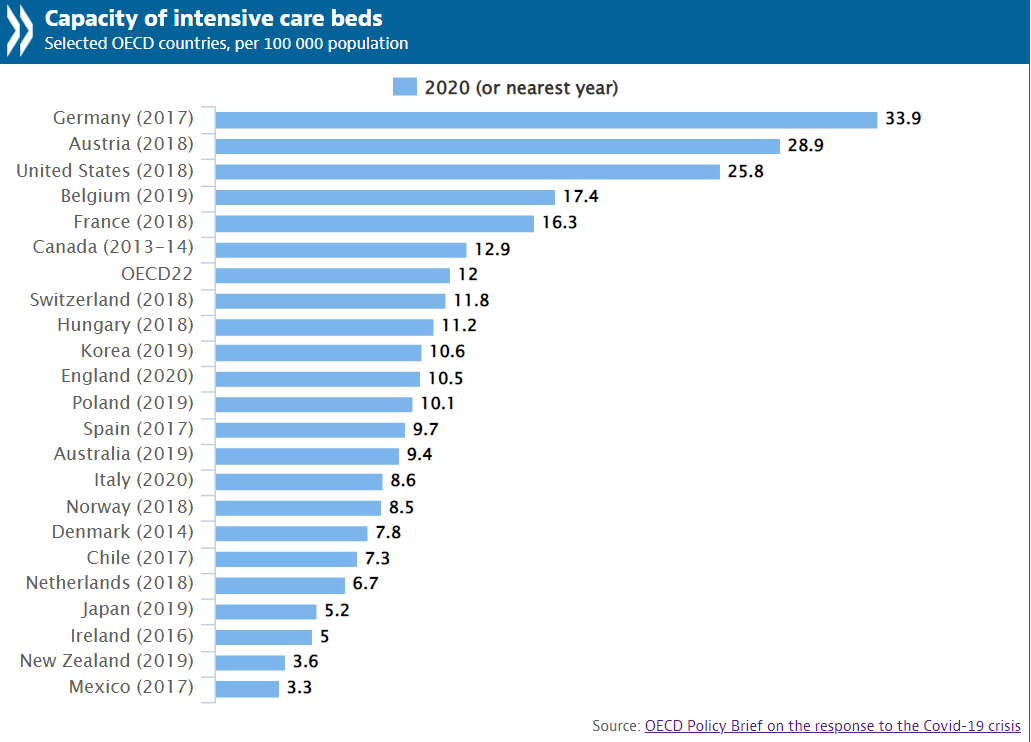 Capacity of intensive care beds
Selected OECD countries, per 100 000 population
2020 (or nearest year)
Germany (2017) 33.9
Austria (2018) 28.9
United States (2018) 25.8
Belgium (2019) 17.4
France (2018) 16.3
Canada (2013-14) 12.9
OECD22 12
Switzerland (2018) 11.8
Hungary (2018) 11.2
Korea (2019) 10.6
England (2020) 10.5
Poland (2019) 10.1
Spain (2017) 9.7
Australia (2019) 9.4
Italy (2020) 8.6
Norway (2018) 8.5
Denmark (2014) 7.8
Chile (2017) 7.3
Netherlands (2018) 6.7
Japan (2019) 5.2
Ireland (2016) 5
New Zealand (2019) 3.6
Mexico (2017) 3.3
Source: OECD Policy Brief on the response to the Covid-19 crisis